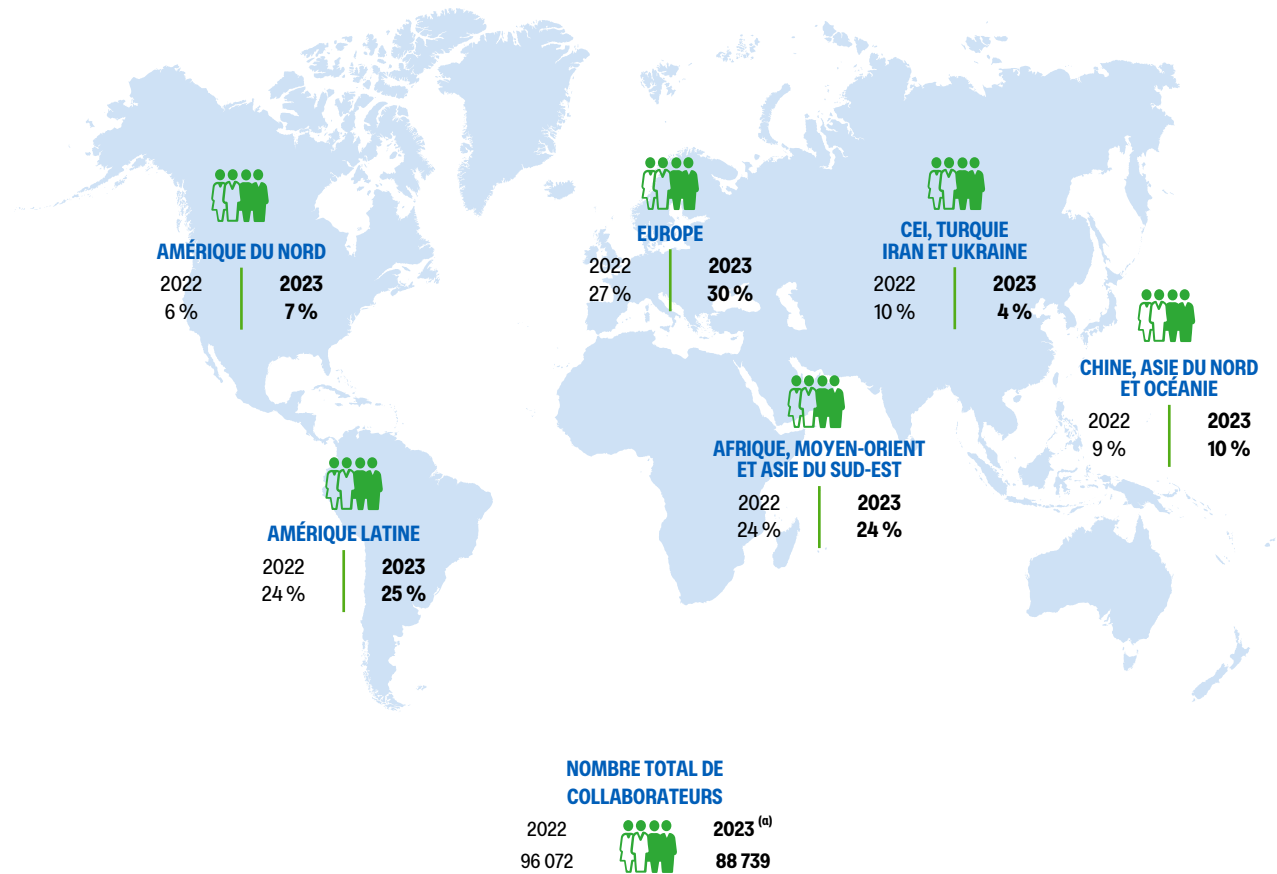 AMÉRIQUE DU NORD
2022 2023
6 % 7 %
EUROPE
2022 2023
27 % 30 %
CEI, TURQUIE
IRAN ET UKRAINE
2022 2023
10 % 4 %
CHINE, ASIE DU NORD
ET OCÉANIE
2022 2023
9 % 10 %
AFRIQUE, MOYEN-ORIENT
ET ASIE DU SUD-EST
2022 2023
24 % 24 %
AMÉRIQUE LATINE
2022 2023
24 % 25 %
NOMBRE TOTAL DE
COLLABORATEURS
2022 2023 (a)
96 072 88 739